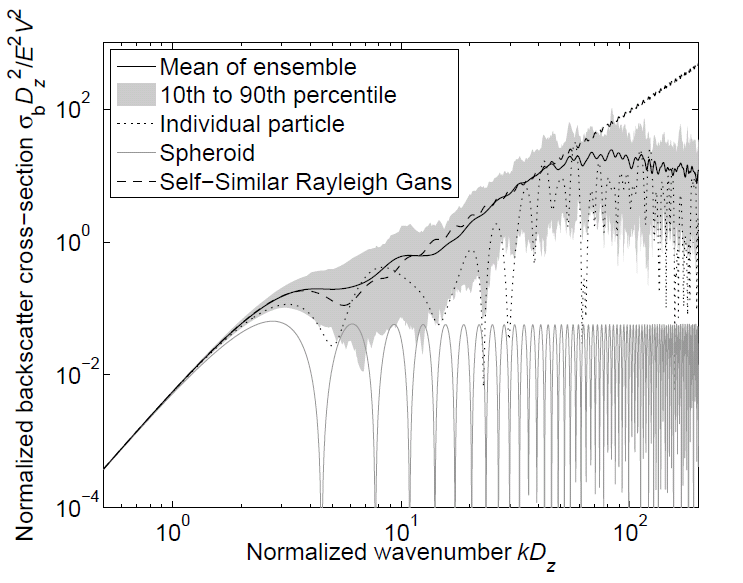 Mean of ensemble
10th to 90th percentile
Individual particle
Spheroid
Self−Similar Rayleigh Gans
Normalized backscatter cross−section σ_b D_z^2/E^2V^2
10^2
10^0
10^−2
10^−4
10^0 10^1 10^2
Normalized wavenumber kD_z